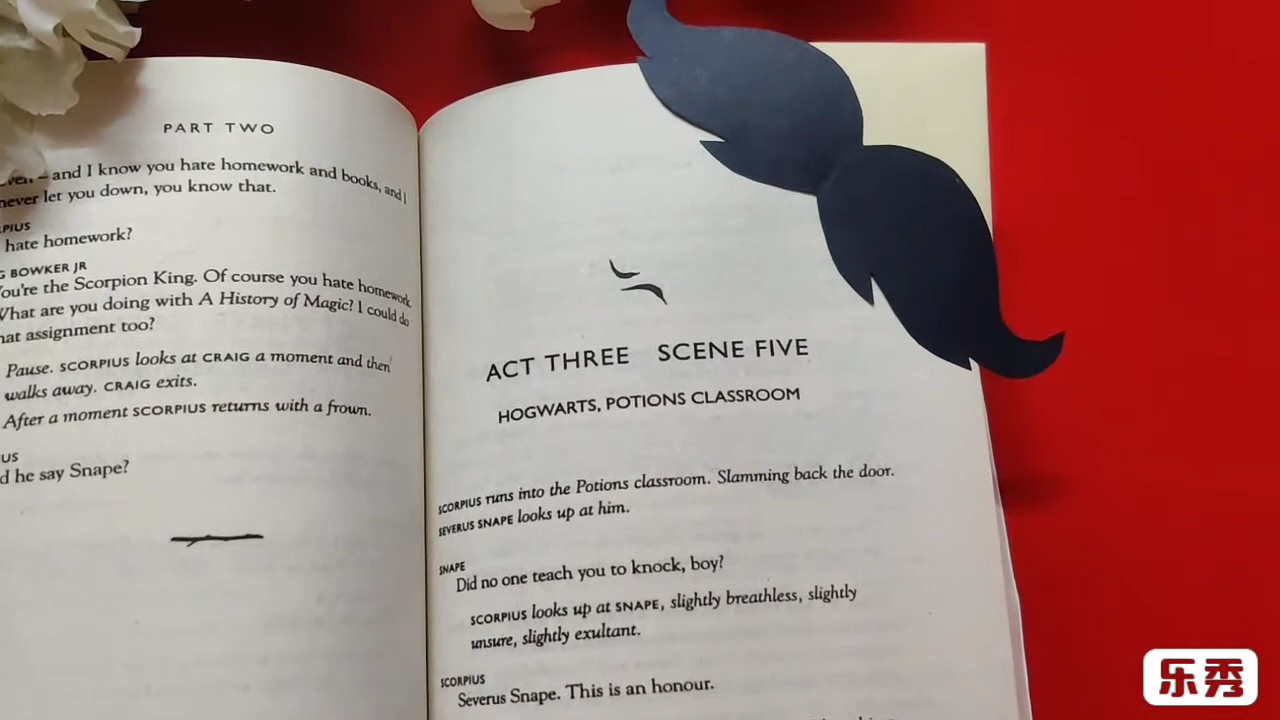 PART TWO
– and I know you hate homework and books, and I
never let you down, you know that.
hate homework?
BOWKER JR
You're the Scorpion King. Of course you hate homework.
What are you doing with A History of Magic? I could do
assignment too?
Pause. SCORPIUS looks at CRAIG a moment and then
walks away. CRAIG exits.
After a moment SCORPIUS returns with a frown.
he say Snape?
ACT THREE SCENE FIVE
HOGWARTS, POTIONS CLASSROOM
SCORPIUS runs into the Potions classroom. Slamming back the door.
SEVERUS SNAPE looks up at him.
SNAPE
Did no one teach you to knock, boy?
SCORPIUS looks up at SNAPE, slightly breathless, slightly
unsure, slightly exultant.
SCORPIUS
Severus Snape. This is an honour.
乐秀